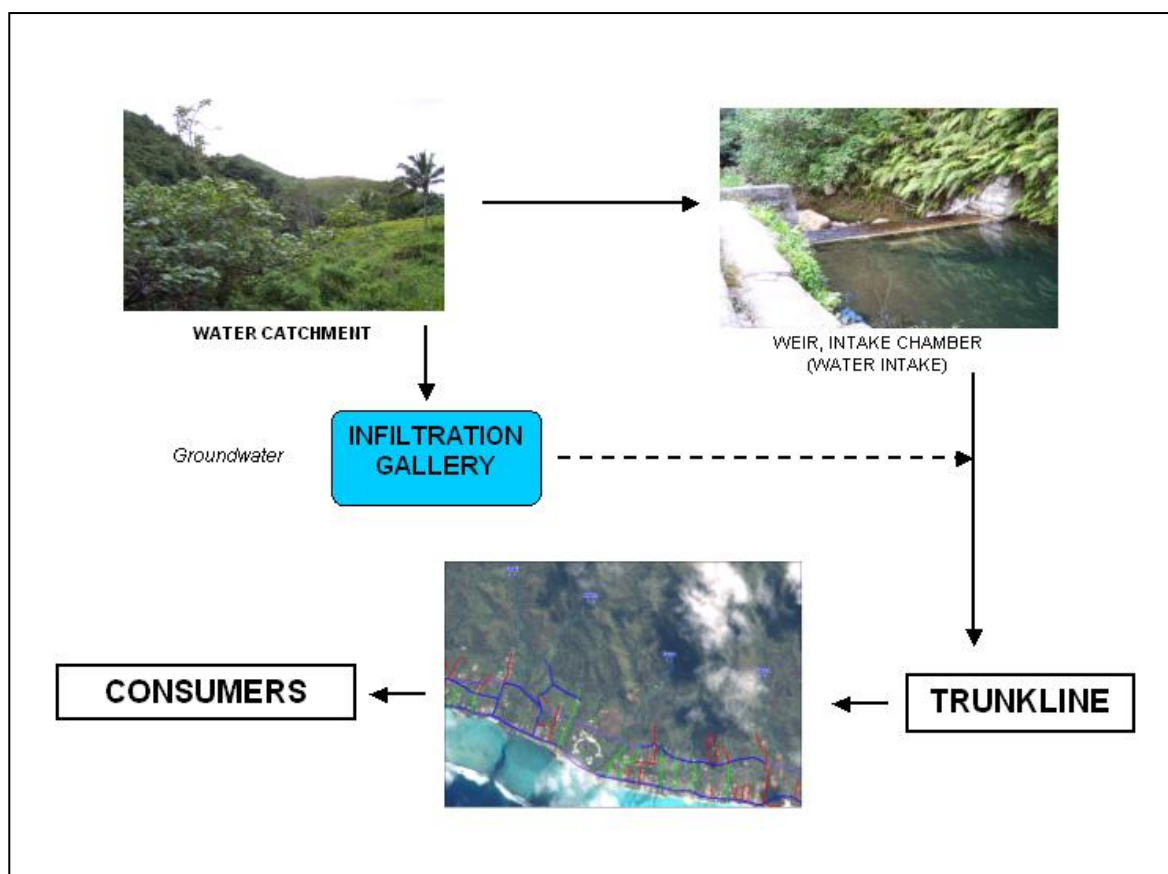 WATER CATCHMENT
WEIR, INTAKE CHAMBER
(WATER INTAKE)
INFILTRATION
GALLERY
Groundwater
CONSUMERS
TRUNKLINE